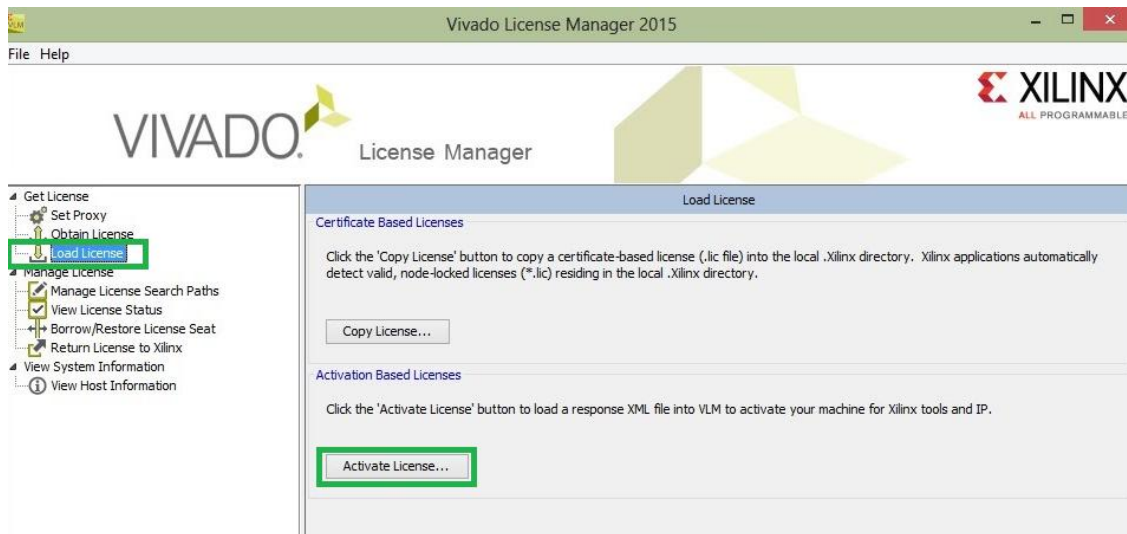 VLM
Vivado License Manager 2015
File Help
VIVADO.
License Manager
XILINX
ALL PROGRAMMABLE
Get License
Set Proxy
Obtain License
Load License
Manage License
Manage License Search Paths
View License Status
Borrow/Restore License Seat
Return License to Xilinx
View System Information
View Host Information
Load License
Certificate Based Licenses
Click the 'Copy License' button to copy a certificate-based license (.lic file) into the local .Xilinx directory. Xilinx applications automatically
detect valid, node-locked licenses (*.lic) residing in the local .Xilinx directory.
Copy License...
Activation Based Licenses
Click the 'Activate License' button to load a response XML file into VLM to activate your machine for Xilinx tools and IP.
Activate License...